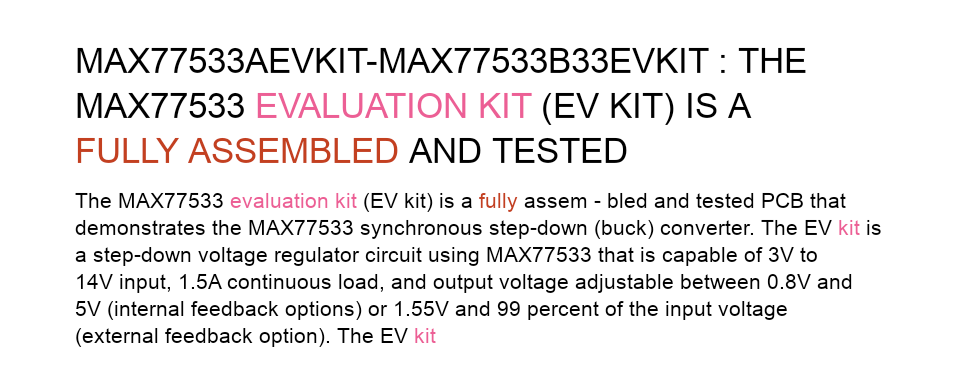 MAX77533AEVKIT-MAX77533B33EVKIT : THE
MAX77533 EVALUATION KIT (EV KIT) IS A
FULLY ASSEMBLED AND TESTED
The MAX77533 evaluation kit (EV kit) is a fully assem - bled and tested PCB that
demonstrates the MAX77533 synchronous step-down (buck) converter. The EV kit is
a step-down voltage regulator circuit using MAX77533 that is capable of 3V to
14V input, 1.5A continuous load, and output voltage adjustable between 0.8V and
5V (internal feedback options) or 1.55V and 99 percent of the input voltage
(external feedback option). The EV kit